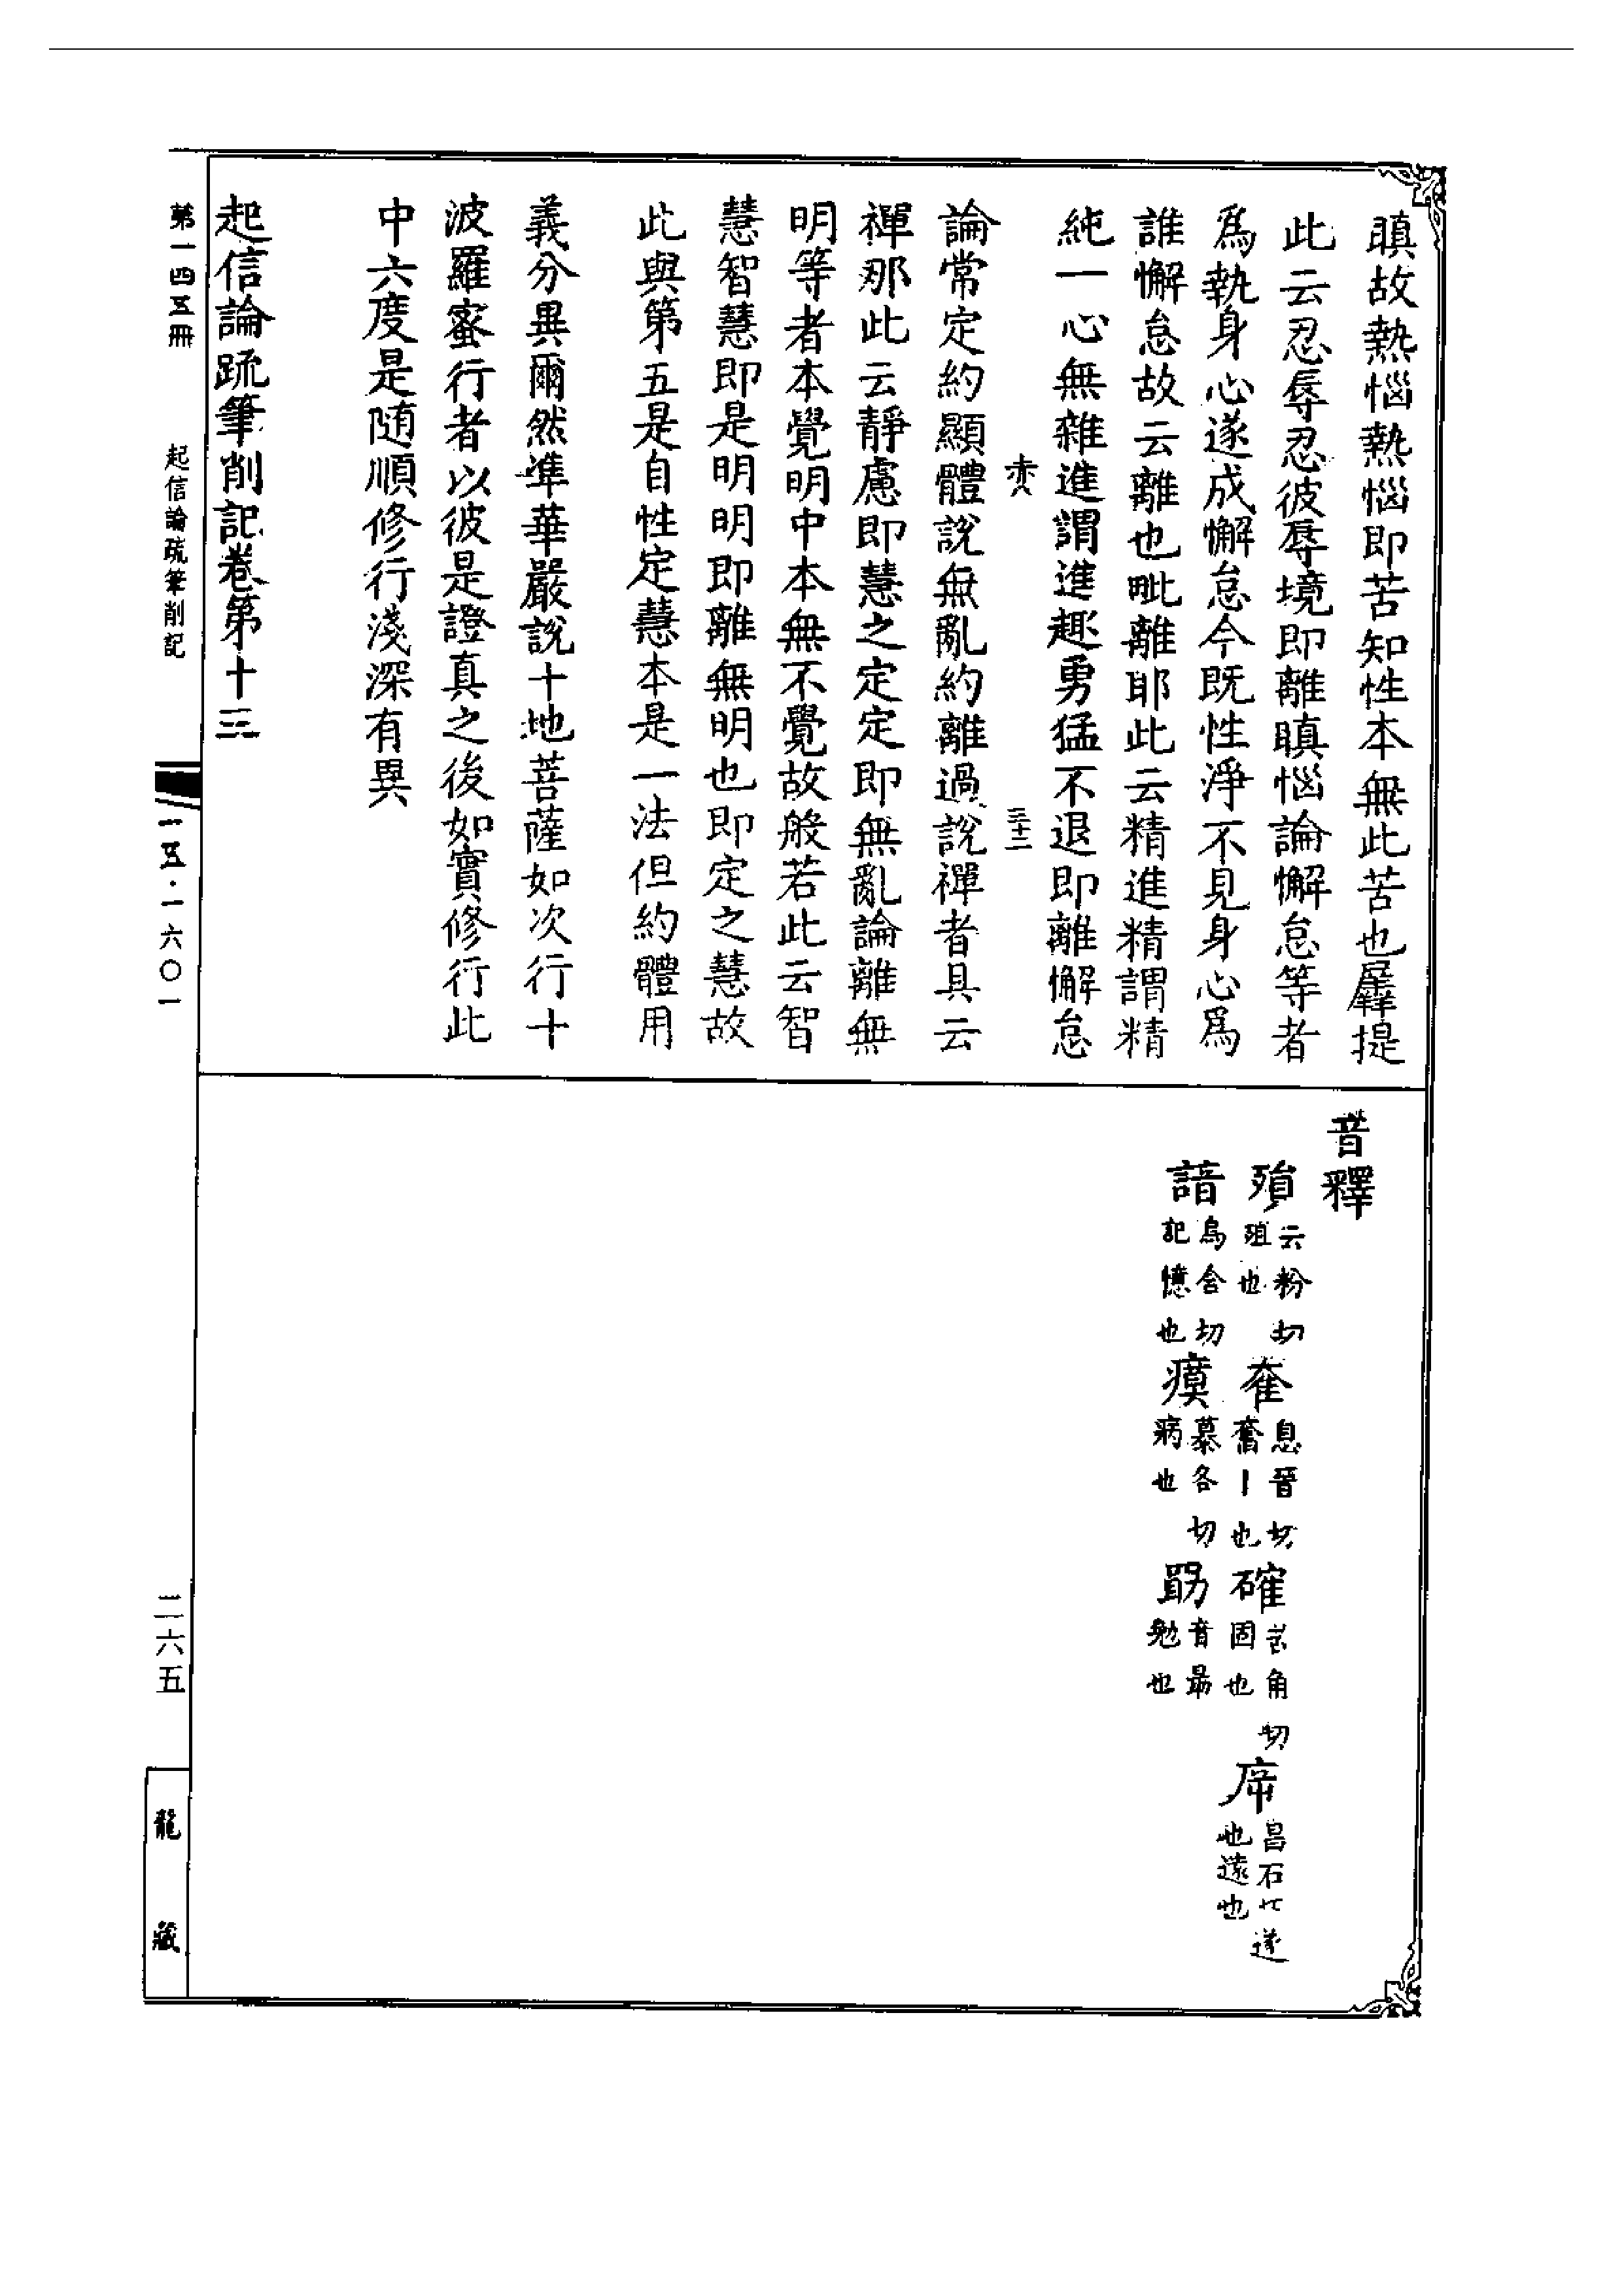 瞋故熱惱熱惱即苦知性本無此苦也羼提
此云忍辱忍彼辱境即離瞋惱論懈怠等者
爲執身心遂成懈怠今既性淨不見身心爲
誰懈怠故云離也毗離耶此云精進精謂精
純一心無雜進謂進趣勇猛不退即離懈怠
三十二
論常定約顯體說無亂約離過說禪者具云
禪那此云靜慮即慧之定定即無亂論離無
明等者本覺明中本無不覺故般若此云智
慧智慧即是明明即離無明也即定之慧故
此與第五是自性定慧本是一法但約體用
義分異爾然準華嚴說十地菩薩如次行十
波羅蜜行者以彼是證真之後如實修行此
中六度是随順修行淺深有異
起信論疏筆削記卷第十三
音釋
殞云粉切殂也 奞息晉切奮丨也 確苦角切固也 斥昌石切逐也遠也
諳烏含切記憶也 瘼慕各切病也 勖音最勉也
第一四五冊 起信論疏筆削記 一五·一六〇一 二六五 龍藏